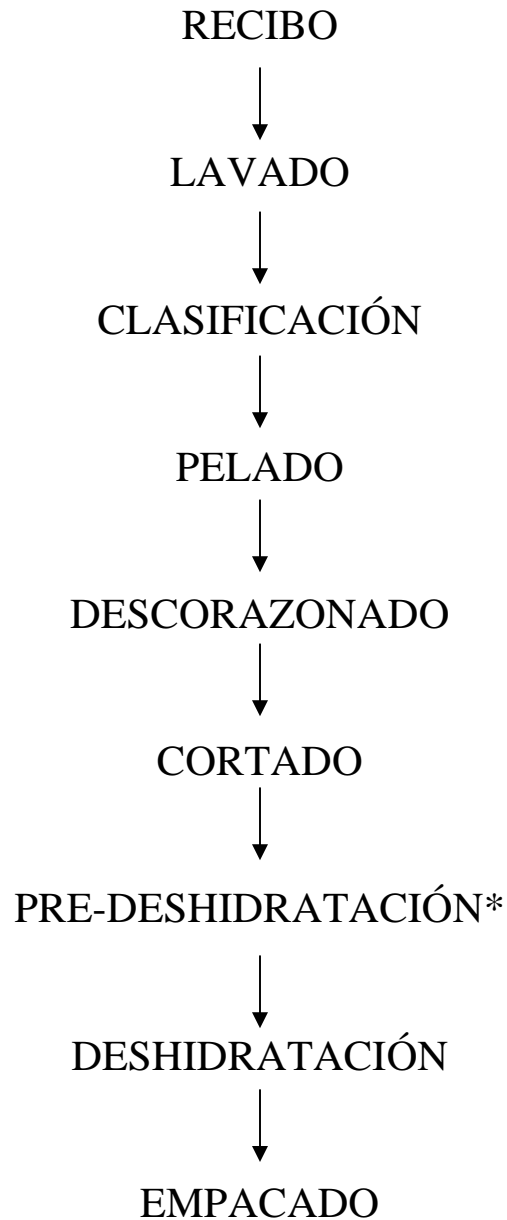 RECIBO
LAVADO
CLASIFICACIÓN
PELADO
DESCORAZONADO
CORTADO
PRE-DESHIDRATACIÓN*
DESHIDRATACIÓN
EMPACADO